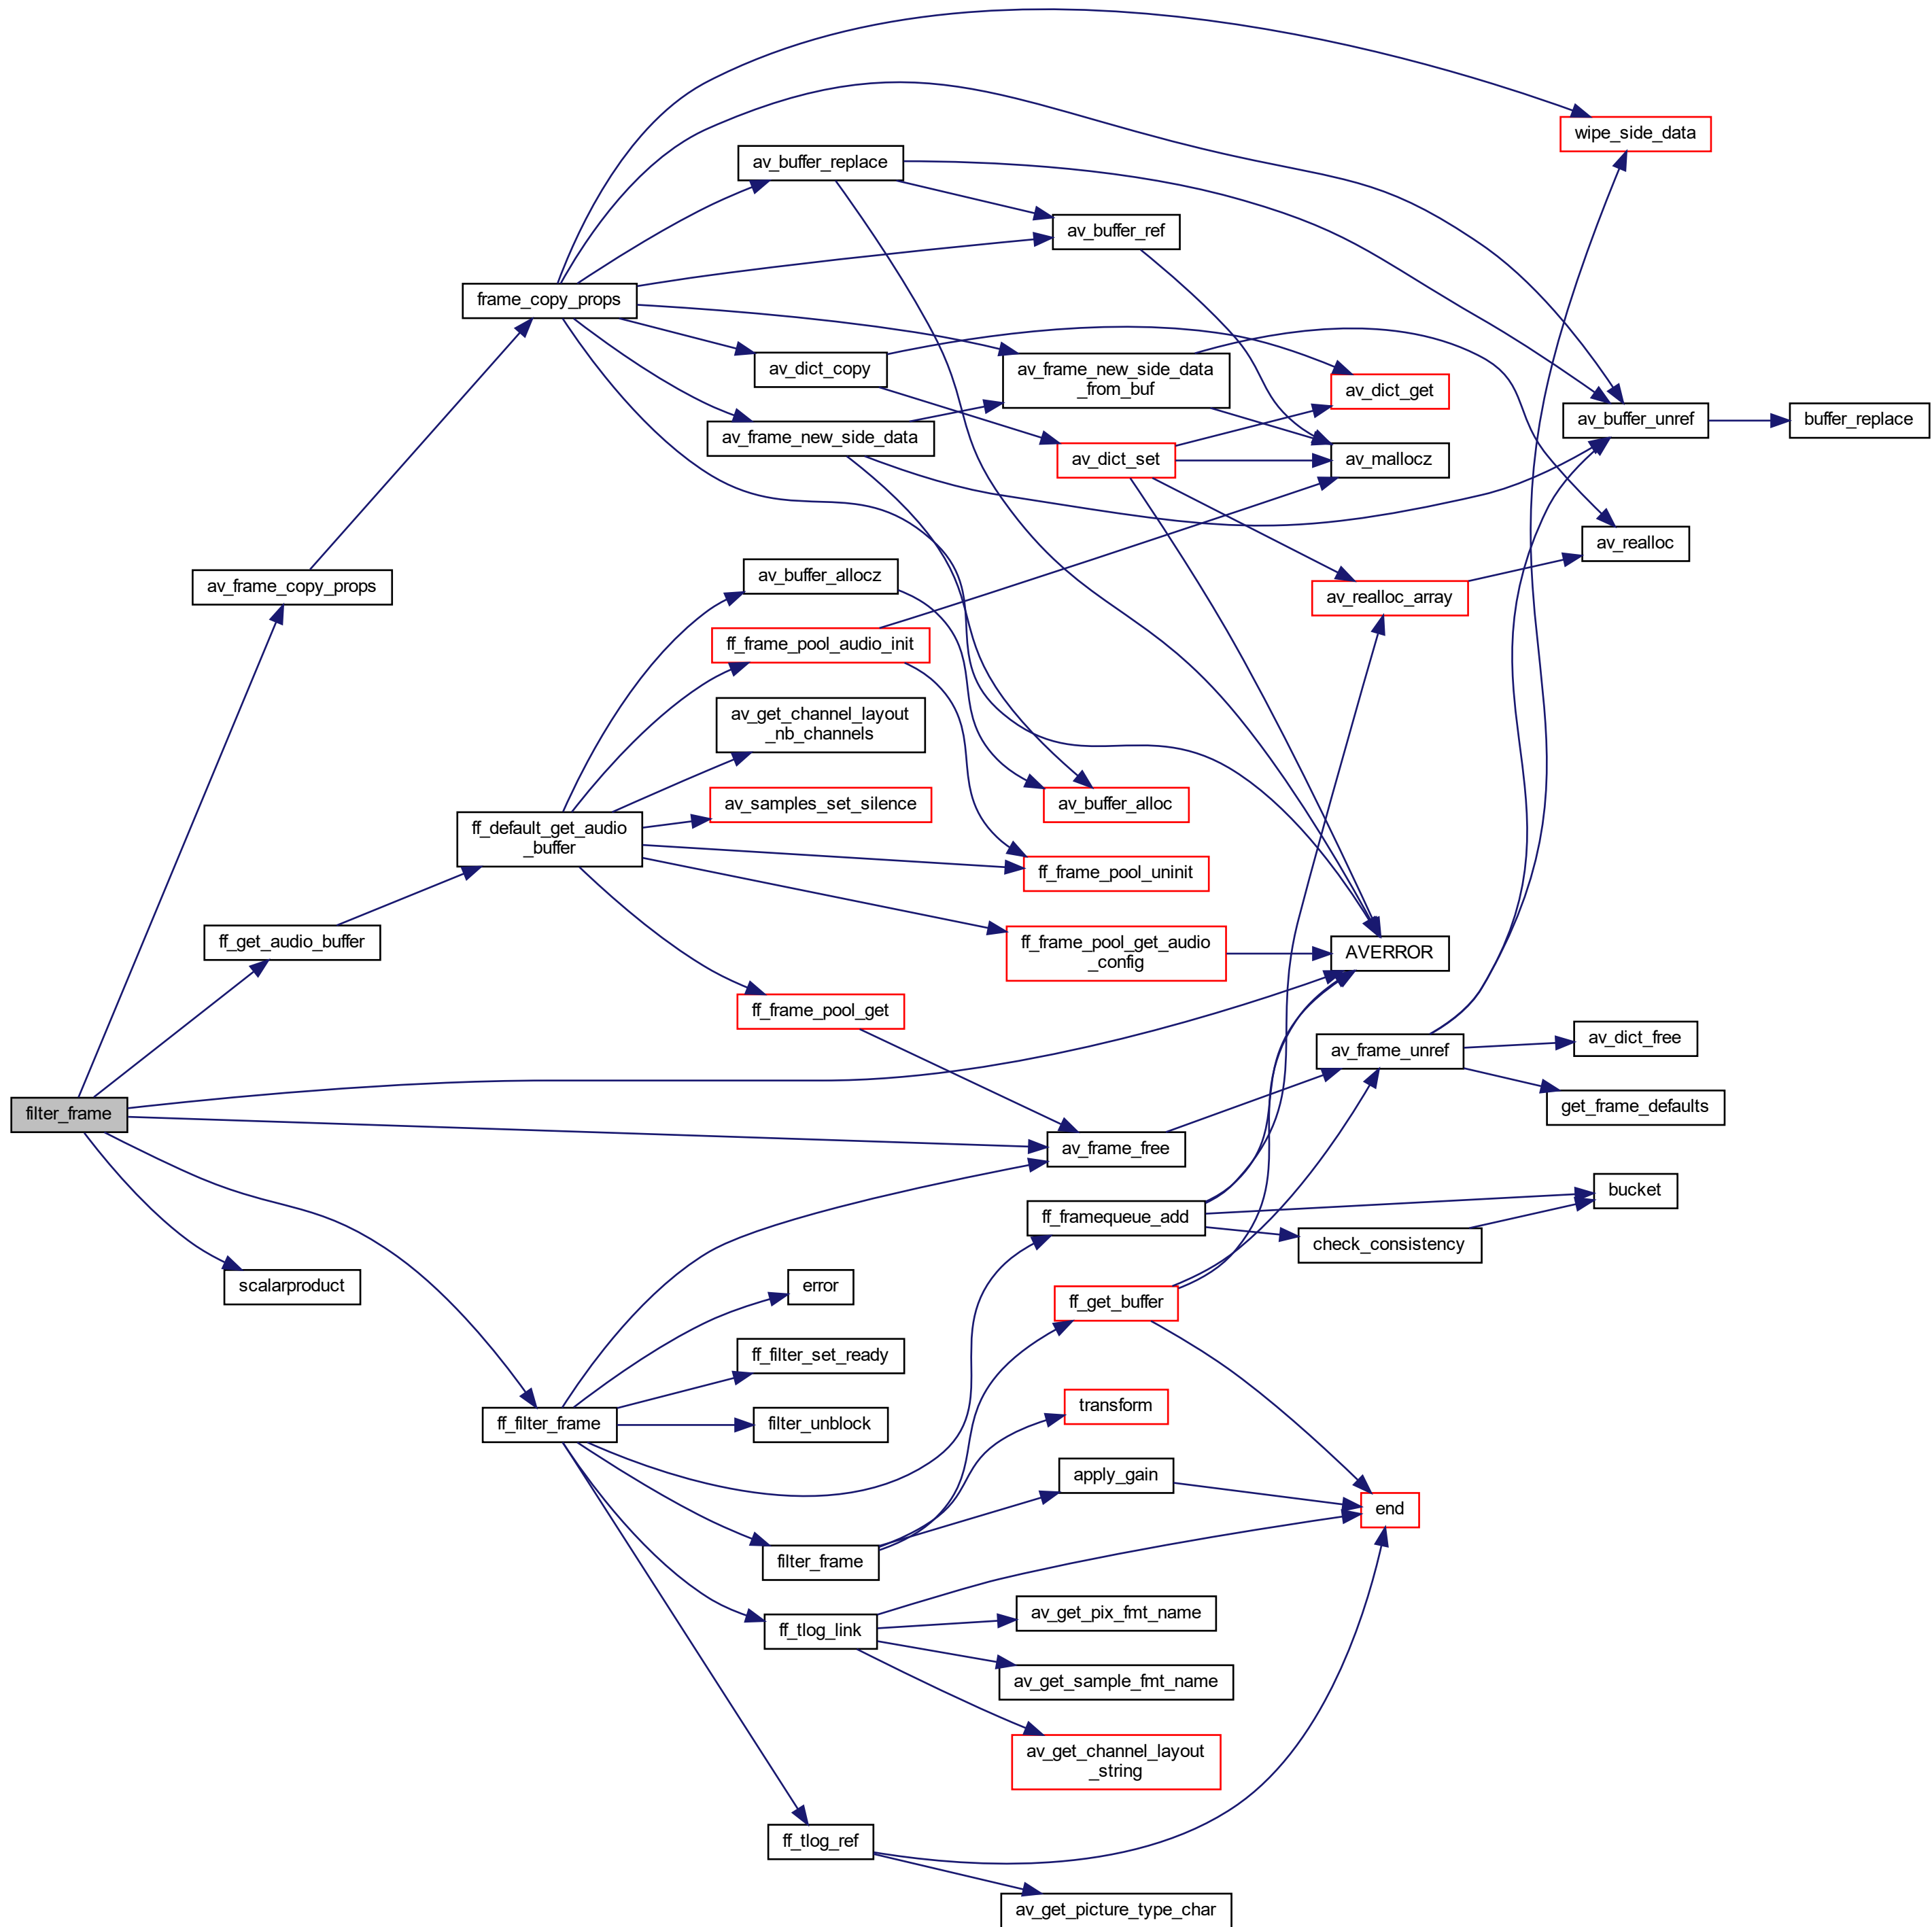 wipe_side_data
av_buffer_replace
av_buffer_ref
frame_copy_props
av_dict_copy
av_frame_new_side_data
_from_buf
av_dict_get
av_buffer_unref
buffer_replace
av_frame_new_side_data
av_dict_set
av_mallocz
av_realloc
av_frame_copy_props
av_buffer_allocz
av_realloc_array
ff_frame_pool_audio_init
av_get_channel_layout
_nb_channels
av_samples_set_silence
av_buffer_alloc
ff_default_get_audio
_buffer
ff_frame_pool_uninit
ff_get_audio_buffer
ff_frame_pool_get_audio
_config
AVERROR
ff_frame_pool_get
av_frame_unref
av_dict_free
get_frame_defaults
filter_frame
av_frame_free
bucket
ff_framequeue_add
check_consistency
scalarproduct
error
ff_get_buffer
ff_filter_set_ready
transform
ff_filter_frame
filter_unblock
apply_gain
end
filter_frame
av_get_pix_fmt_name
ff_tlog_link
av_get_sample_fmt_name
av_get_channel_layout
_string
ff_tlog_ref
av_get_picture_type_char